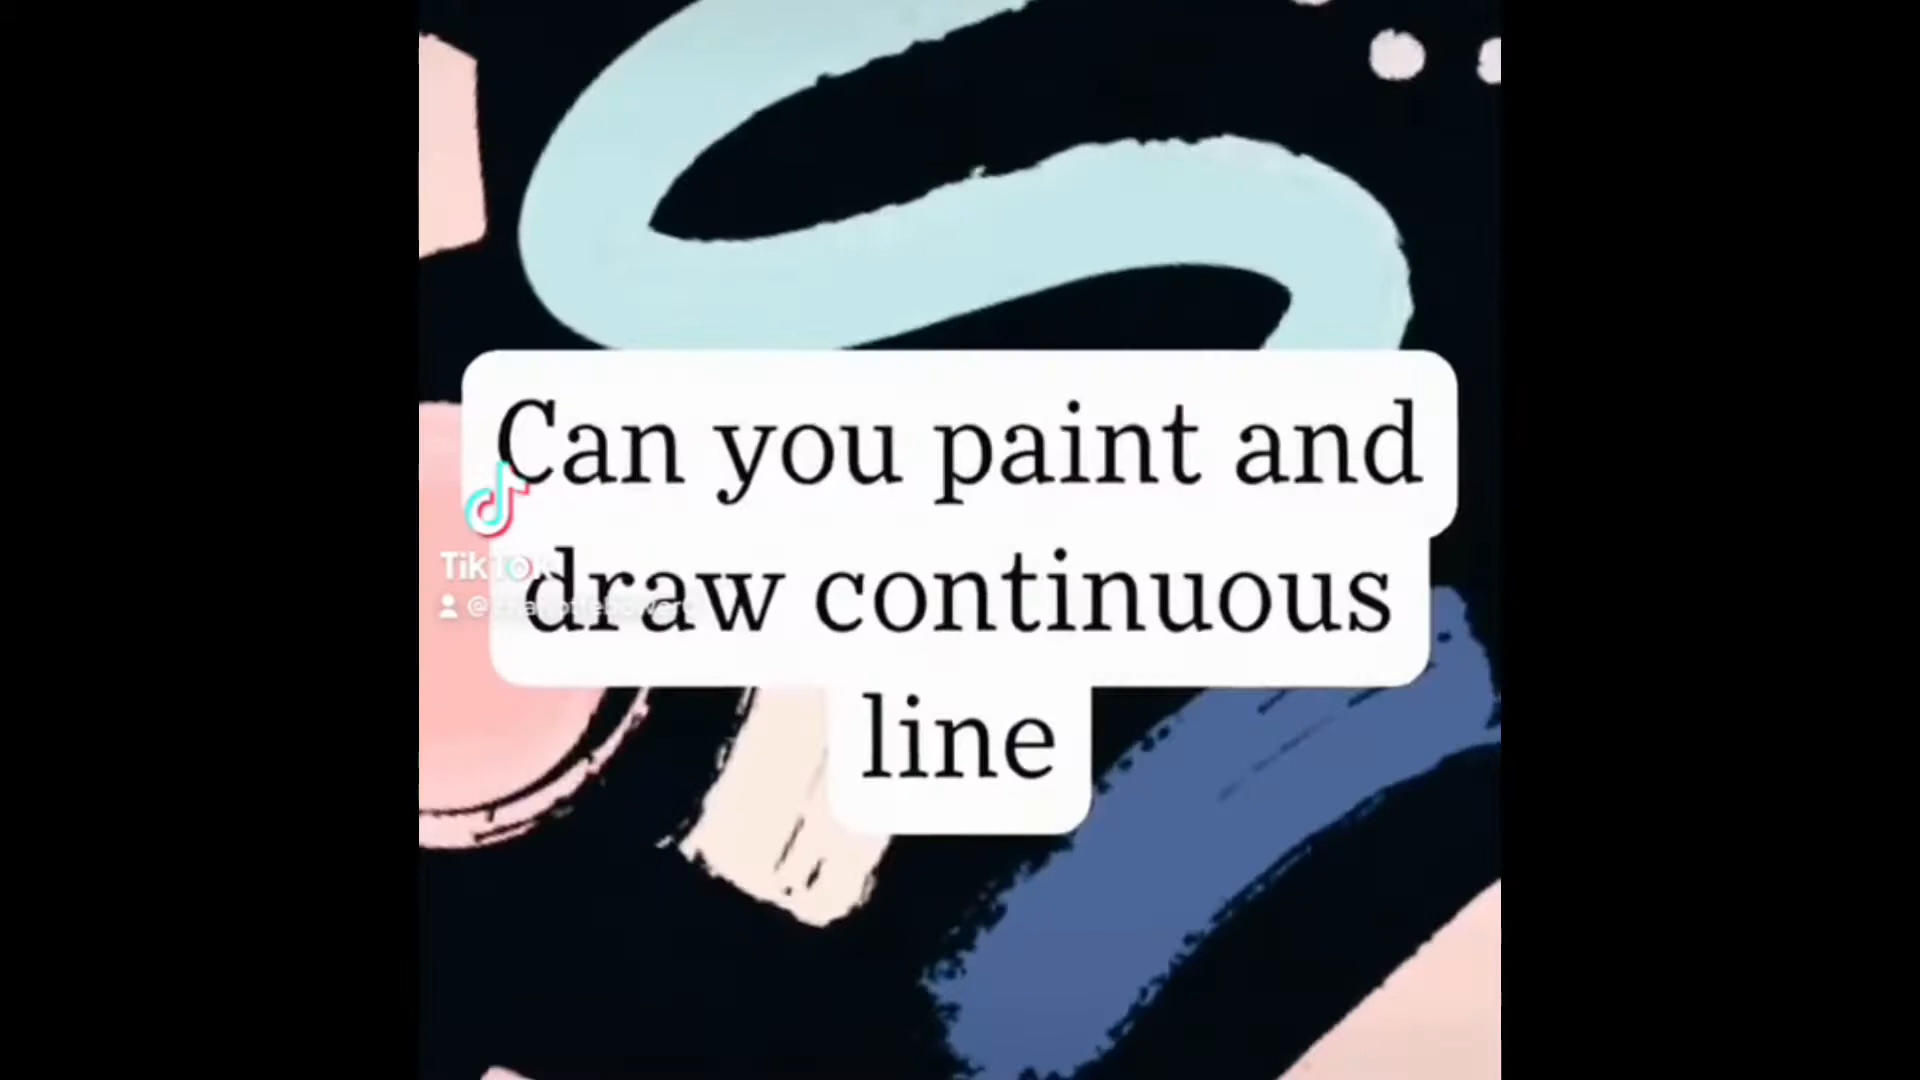 Can you paint and
draw continuous
line
TikTok